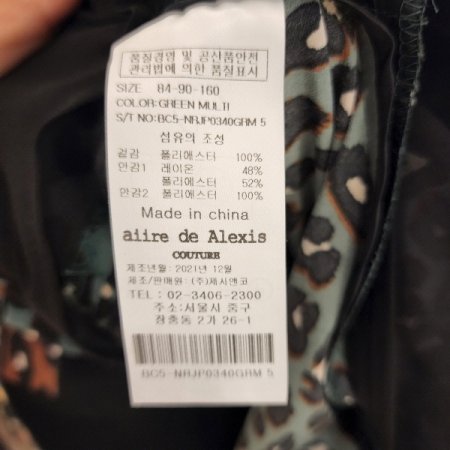 품질경영 및 공산품안전
관리법에 의한 품질표시
SIZE 84-90-160
COLOR:GREEN MULTI
S/T NO:BC5-NRJP0340GRM 5
섬유의 조성
겉감 폴리에스터 100%
안감1 레이온 48%
폴리에스터 52%
안감2 폴리에스터 100%
Made in china
aiire de Alexis
COUTURE
제조년월: 2021년 12월
제조/판매원: (주)제시앤코
TEL : 02-3406-2300
주소:서울시 중구
장충동 2가 26-1
BC5-NRJP0340GRM 5